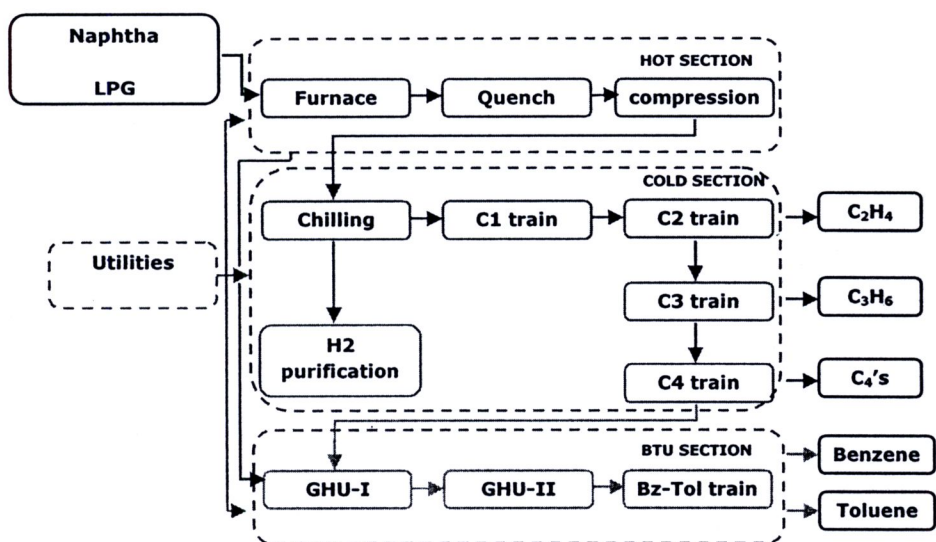 Naphtha
LPG
HOT SECTION
Furnace
Quench
compression
COLD SECTION
Chilling
C1 train
C2 train
C₂H₄
Utilities
C3 train
C₃H₆
H2
purification
C4 train
C₄'s
BTU SECTION
Benzene
GHU-I
GHU-II
Bz-Tol train
Toluene